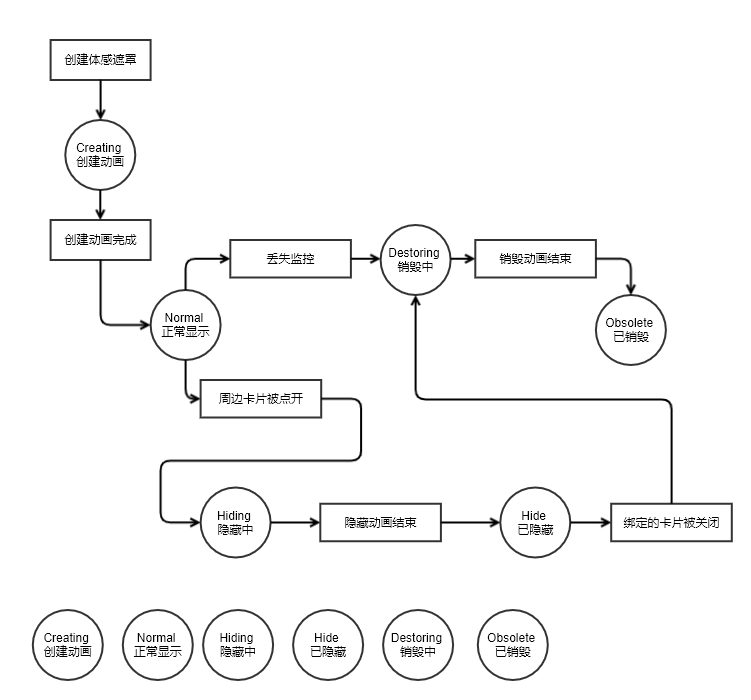 创建体感遮罩
Creating
创建动画
创建动画完成
丢失监控
Destoring
销毁中
销毁动画结束
Normal
正常显示
Obsolete
已销毁
周边卡片被点开
Hiding
隐藏中
隐藏动画结束
Hide
已隐藏
绑定的卡片被关闭
Creating
创建动画
Normal
正常显示
Hiding
隐藏中
Hide
已隐藏
Destoring
销毁中
Obsolete
已销毁